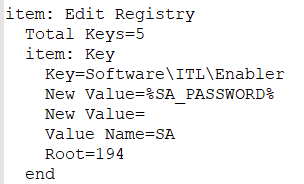 item: Edit Registry
Total Keys=5
item: Key
Key=Software\ITL\Enabler
New Value=%SA_PASSWORD%
New Value=
Value Name=SA
Root=194
end